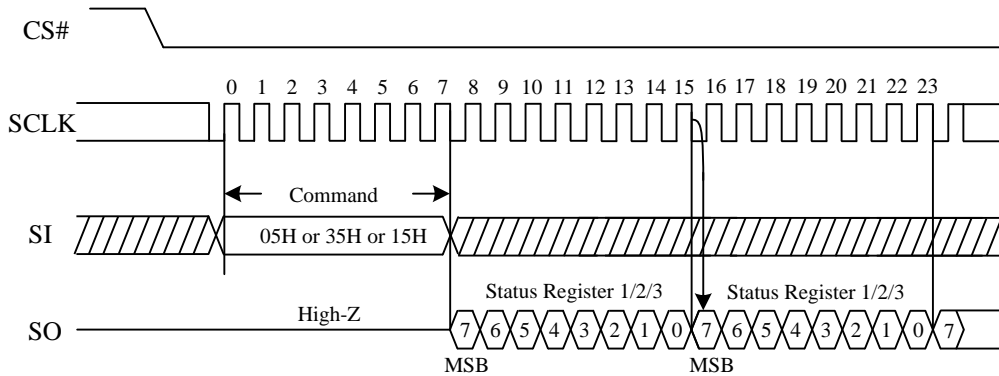 CS#
0 1 2 3 4 5 6 7 8 9 10 11 12 13 14 15 16 17 18 19 20 21 22 23
SCLK
Command
SI
05H or 35H or 15H
Status Register 1/2/3 Status Register 1/2/3
High-Z
SO
7 6 5 4 3 2 1 0 7 6 5 4 3 2 1 0 7
MSB MSB